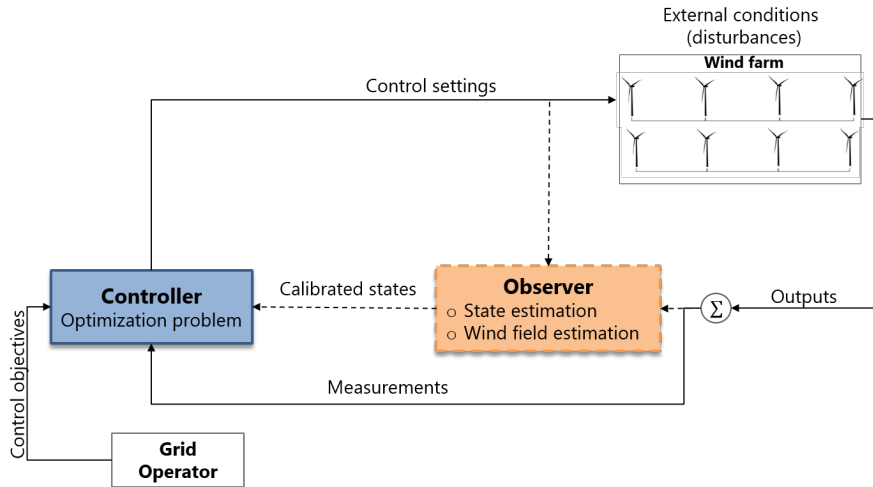 External conditions
(disturbances)
Wind farm
Control settings
Controller
Optimization problem
Calibrated states
Observer
○ State estimation
○ Wind field estimation
Σ
Outputs
Measurements
Control objectives
Grid
Operator